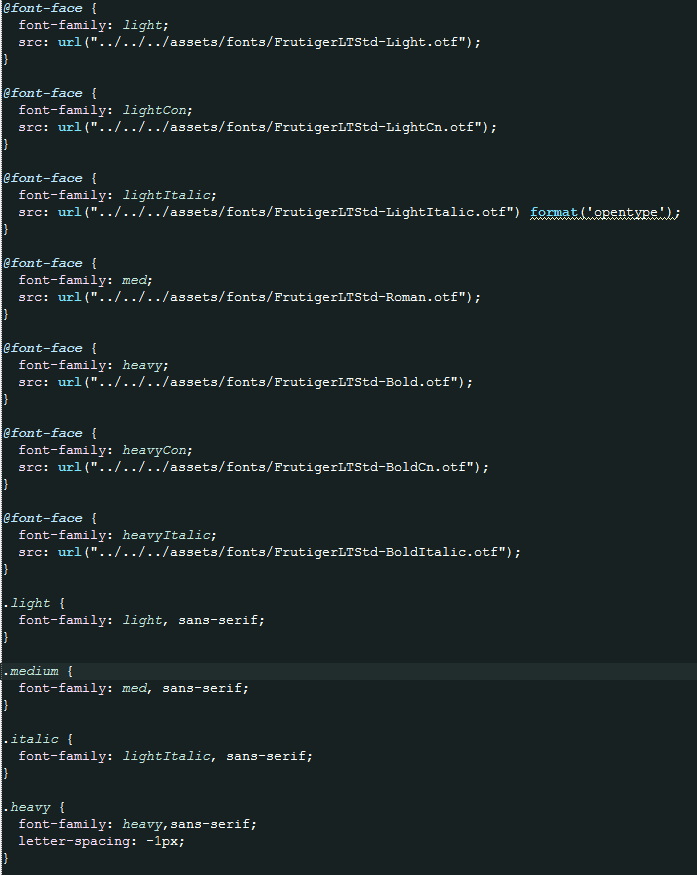 @font-face {
  font-family: light;
  src: url("../../../assets/fonts/FrutigerLTStd-Light.otf");
}

@font-face {
  font-family: lightCon;
  src: url("../../../assets/fonts/FrutigerLTStd-LightCn.otf");
}

@font-face {
  font-family: lightItalic;
  src: url("../../../assets/fonts/FrutigerLTStd-LightItalic.otf") format('opentype');
}

@font-face {
  font-family: med;
  src: url("../../../assets/fonts/FrutigerLTStd-Roman.otf");
}

@font-face {
  font-family: heavy;
  src: url("../../../assets/fonts/FrutigerLTStd-Bold.otf");
}

@font-face {
  font-family: heavyCon;
  src: url("../../../assets/fonts/FrutigerLTStd-BoldCn.otf");
}

@font-face {
  font-family: heavyItalic;
  src: url("../../../assets/fonts/FrutigerLTStd-BoldItalic.otf");
}

.light {
  font-family: light, sans-serif;
}

.medium {
  font-family: med, sans-serif;
}

.italic {
  font-family: lightItalic, sans-serif;
}

.heavy {
  font-family: heavy,sans-serif;
  letter-spacing: -1px;
}